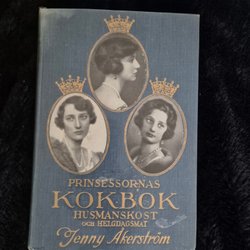 PRINSESSORNAS
KOKBOK
HUSMANSKOST
OCH HELGDAGSMAT
Jenny Åkerström